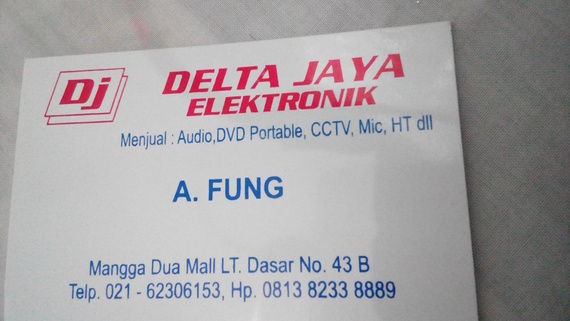 Dj
DELTA JAYA
ELEKTRONIK
Menjual : Audio,DVD Portable, CCTV, Mic, HT dll
A. FUNG
Mangga Dua Mall LT. Dasar No. 43 B
Telp. 021 - 62306153, Hp. 0813 8233 8889